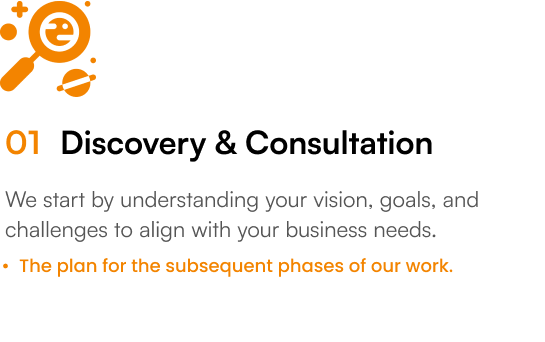 01 Discovery & Consultation
We start by understanding your vision, goals, and
challenges to align with your business needs.
• The plan for the subsequent phases of our work.